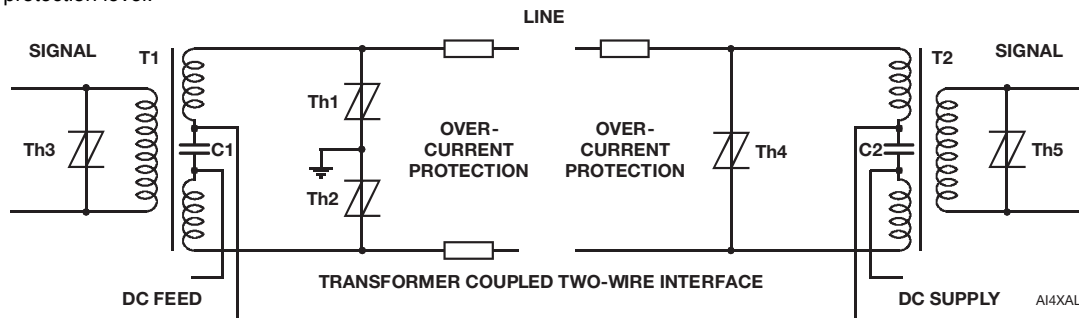 protection level.
LINE
SIGNAL
T1
T2
SIGNAL
Th1
Th3
C1
OVER-
CURRENT
PROTECTION
OVER-
CURRENT
PROTECTION
Th4
C2
Th5
Th2
TRANSFORMER COUPLED TWO-WIRE INTERFACE
DC FEED
DC SUPPLY
AI4XAL